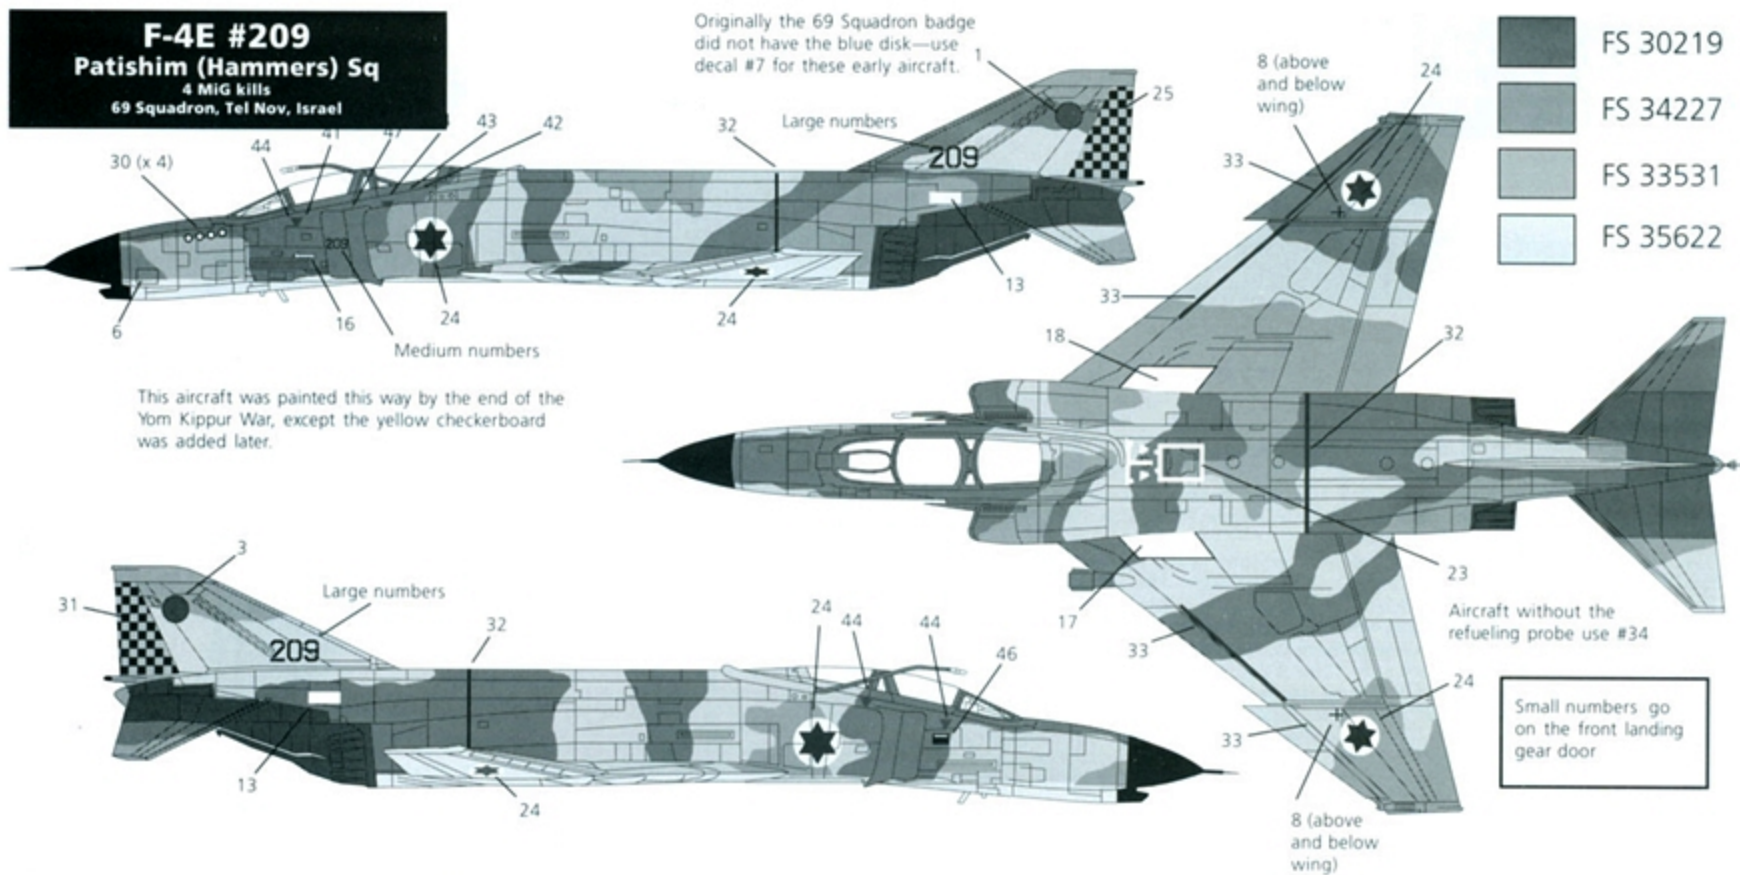 F-4E #209
Patishim (Hammers) Sq
4 MiG kills
69 Squadron, Tel Nov, Israel
Originally the 69 Squadron badge
did not have the blue disk—use
decal #7 for these early aircraft.
1
25
Large numbers
32
209
30 (x 4)
44
41
47
43
42
209
13
6
16
24
24
Medium numbers
This aircraft was painted this way by the end of the
Yom Kippur War, except the yellow checkerboard
was added later.
8 (above
and below
wing)
24
33
33
18
32
FS 30219
FS 34227
FS 33531
FS 35622
23
17
33
Aircraft without the
refueling probe use #34
24
33
8 (above
and below
wing)
Small numbers go
on the front landing
gear door
3
31
Large numbers
32
209
24
44
44
46
13
24